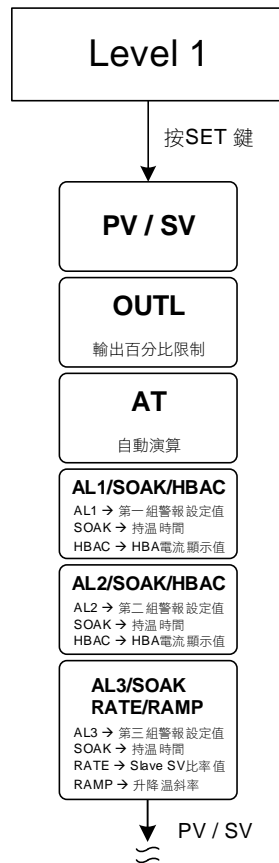 Level 1
按SET 鍵
PV / SV
OUTL
輸出百分比限制
AT
自動演算
AL1/SOAK/HBAC
AL1 → 第一組警報設定值
SOAK → 持溫時間
HBAC → HBA電流顯示值
AL2/SOAK/HBAC
AL2 → 第二組警報設定值
SOAK → 持溫時間
HBAC → HBA電流顯示值
AL3/SOAK
RATE/RAMP
AL3 → 第三組警報設定值
SOAK → 持溫時間
RATE → Slave SV比率值
RAMP → 升降溫斜率
PV / SV